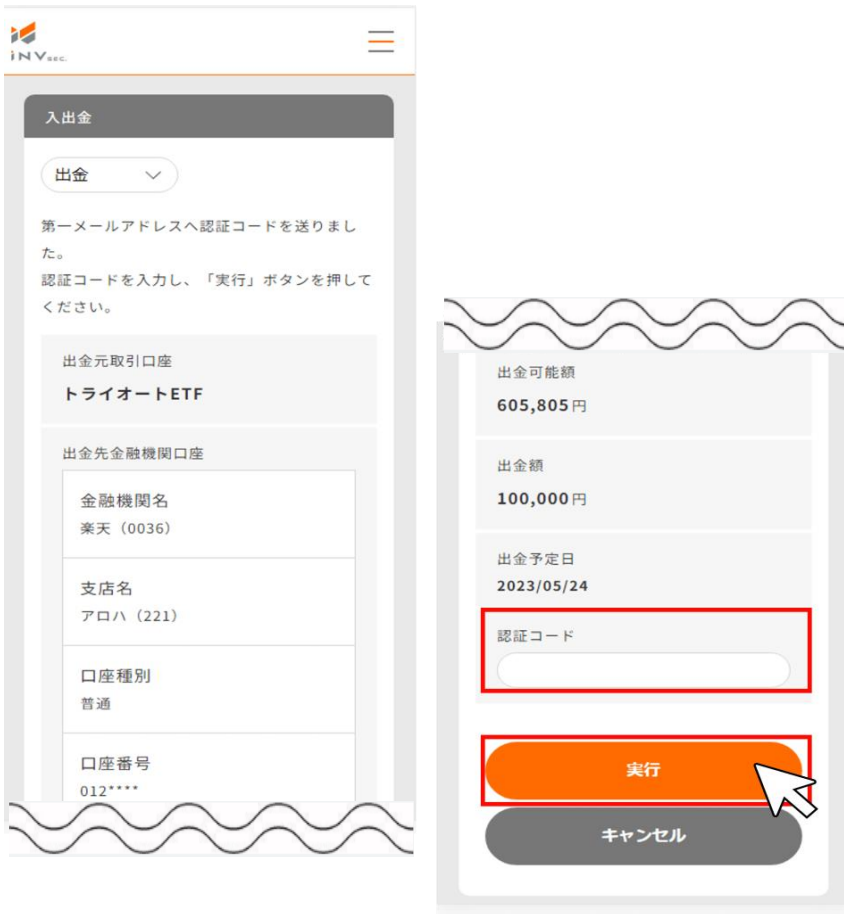 iNVSEC.
入出金
出金
第一メールアドレスへ認証コードを送りまし
た。
認証コードを入力し、「実行」ボタンを押して
ください。
出金元取引口座
トライオートETF
出金先金融機関口座
金融機関名
楽天（0036）
支店名
アロハ（221）
口座種別
普通
口座番号
012****
出金可能額
605,805円
出金額
100,000円
出金予定日
2023/05/24
認証コード
実行
キャンセル